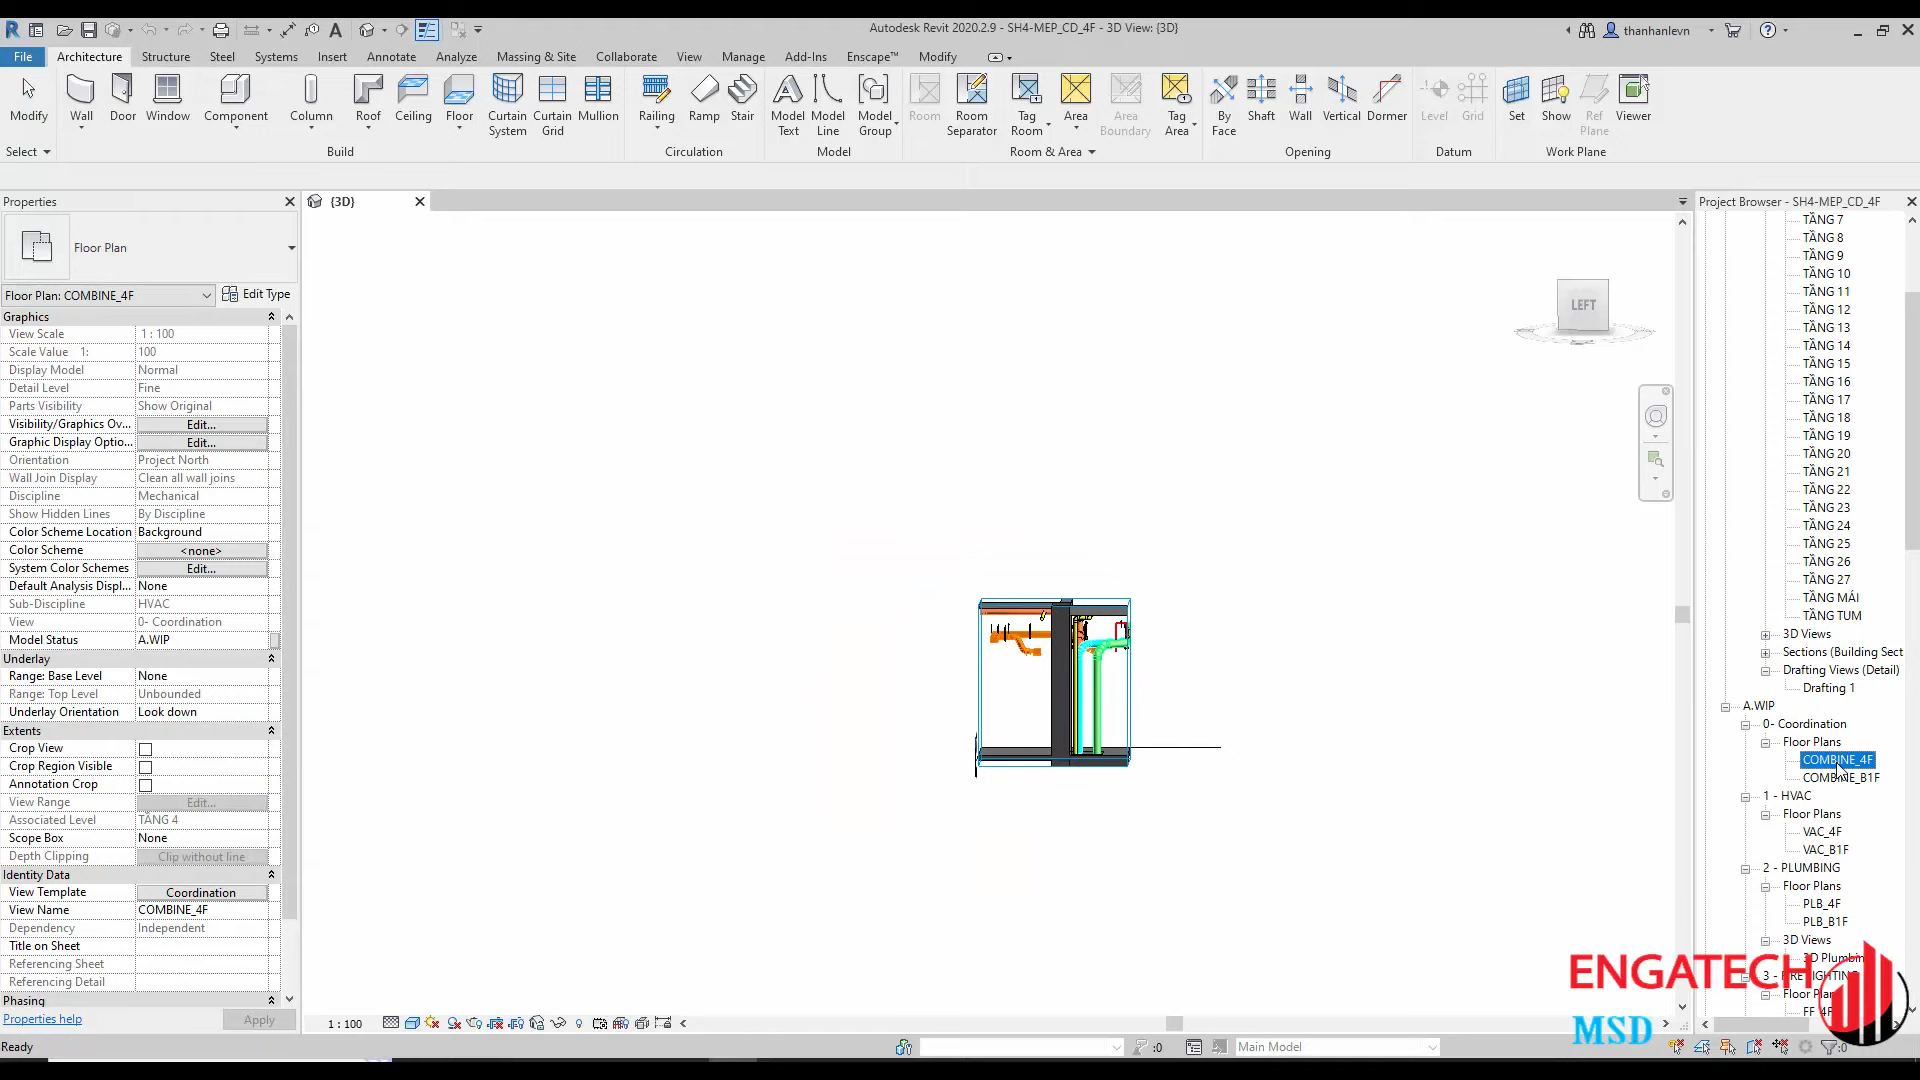 Autodesk Revit 2020.2.9 - SH4-MEP_CD_4F - 3D View: {3D}
thanhlevn
File Architecture Structure Steel Systems Insert Annotate Analyze Massing & Site Collaborate View Manage Add-Ins Enscape™ Modify
Modify Wall Door Window Component Column Roof Ceiling Floor Curtain System Curtain Grid Mullion Railing Ramp Stair Model Text Model Line Model Group Room Room Separator Tag Room Area Area Boundary Tag Area By Face Shaft Wall Vertical Dormer Level Grid Set Show Ref Plane Viewer
Select Build Circulation Model Room & Area Opening Datum Work Plane
Properties
Floor Plan
Floor Plan: COMBINE_4F Edit Type
Graphics
View Scale 1 : 100
Scale Value 1: 100
Display Model Normal
Detail Level Fine
Parts Visibility Show Original
Visibility/Graphics Ov... Edit...
Graphic Display Optio... Edit...
Orientation Project North
Wall Join Display Clean all wall joins
Discipline Mechanical
Show Hidden Lines By Discipline
Color Scheme Location Background
Color Scheme <none>
System Color Schemes Edit...
Default Analysis Displ... None
Sub-Discipline HVAC
View 0- Coordination
Model Status A.WIP
Underlay
Range: Base Level None
Range: Top Level Unbounded
Underlay Orientation Look down
Extents
Crop View
Crop Region Visible
Annotation Crop
View Range Edit...
Associated Level TẦNG 4
Scope Box None
Depth Clipping Clip without line
Identity Data
View Template Coordination
View Name COMBINE_4F
Dependency Independent
Title on Sheet
Referencing Sheet
Referencing Detail
Phasing
Properties help Apply
{3D}
LEFT
1 : 100
Project Browser - SH4-MEP_CD_4F
TẦNG 7
TẦNG 8
TẦNG 9
TẦNG 10
TẦNG 11
TẦNG 12
TẦNG 13
TẦNG 14
TẦNG 15
TẦNG 16
TẦNG 17
TẦNG 18
TẦNG 19
TẦNG 20
TẦNG 21
TẦNG 22
TẦNG 23
TẦNG 24
TẦNG 25
TẦNG 26
TẦNG 27
TẦNG MÁI
TẦNG TUM
3D Views
Sections (Building Sect
Drafting Views (Detail)
Drafting 1
A.WIP
0- Coordination
Floor Plans
COMBINE_4F
COMBINE_B1F
1 - HVAC
Floor Plans
VAC_4F
VAC_B1F
2 - PLUMBING
Floor Plans
PLB_4F
PLB_B1F
3D Views
ENGATECH
MSD
Ready
:0
Main Model
:0